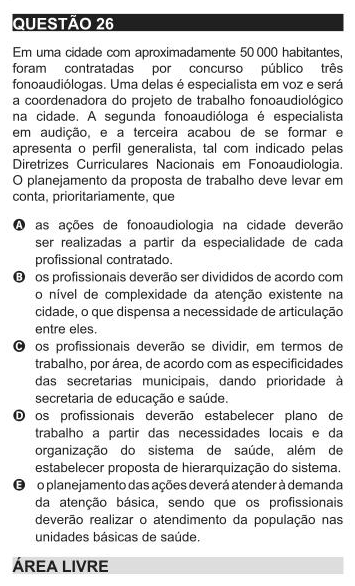 QUESTÃO 26
Em uma cidade com aproximadamente 50 000 habitantes,
foram contratadas por concurso público três
fonoaudiólogas. Uma delas é especialista em voz e será
a coordenadora do projeto de trabalho fonoaudiológico
na cidade. A segunda fonoaudióloga é especialista
em audição, e a terceira acabou de se formar e
apresenta o perfil generalista, tal com indicado pelas
Diretrizes Curriculares Nacionais em Fonoaudiologia.
O planejamento da proposta de trabalho deve levar em
conta, prioritariamente, que
A as ações de fonoaudiologia na cidade deverão
ser realizadas a partir da especialidade de cada
profissional contratado.
B os profissionais deverão ser divididos de acordo com
o nível de complexidade da atenção existente na
cidade, o que dispensa a necessidade de articulação
entre eles.
C os profissionais deverão se dividir, em termos de
trabalho, por área, de acordo com as especificidades
das secretarias municipais, dando prioridade à
secretaria de educação e saúde.
D os profissionais deverão estabelecer plano de
trabalho a partir das necessidades locais e da
organização do sistema de saúde, além de
estabelecer proposta de hierarquização do sistema.
E o planejamento das ações deverá atender à demanda
da atenção básica, sendo que os profissionais
deverão realizar o atendimento da população nas
unidades básicas de saúde.
ÁREA LIVRE